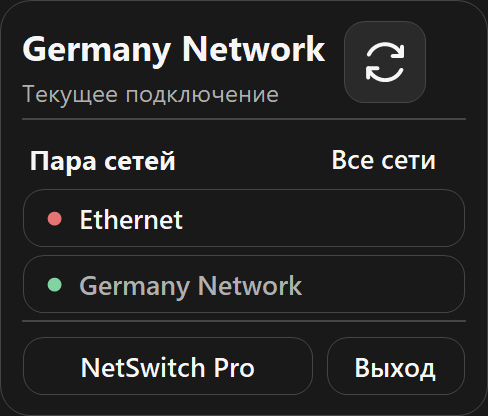 Germany Network
Текущее подключение
Пара сетей Все сети
Ethernet
Germany Network
NetSwitch Pro Выход